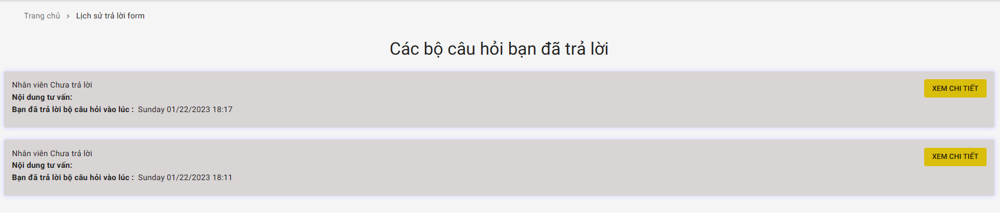 Trang chủ › Lịch sử trả lời form
Các bộ câu hỏi bạn đã trả lời
Nhân viên Chưa trả lời
XEM CHI TIẾT
Nội dung tư vấn:
Bạn đã trả lời bộ câu hỏi vào lúc : Sunday 01/22/2023 18:17
Nhân viên Chưa trả lời
XEM CHI TIẾT
Nội dung tư vấn:
Bạn đã trả lời bộ câu hỏi vào lúc : Sunday 01/22/2023 18:11